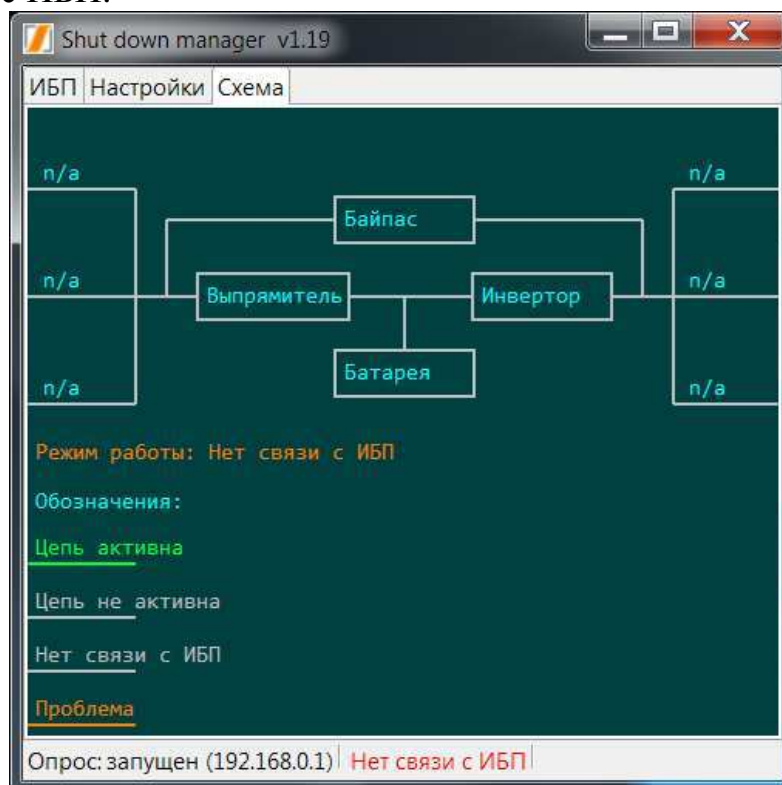 с ИБП.
Shut down manager v1.19
ИБП Настройки Схема
n/a n/a
Байпас
n/a n/a
Выпрямитель Инвертор
Батарея
n/a n/a
Режим работы: Нет связи с ИБП
Обозначения:
Цепь активна
Цепь не активна
Нет связи с ИБП
Проблема
Опрос: запущен (192.168.0.1) Нет связи с ИБП